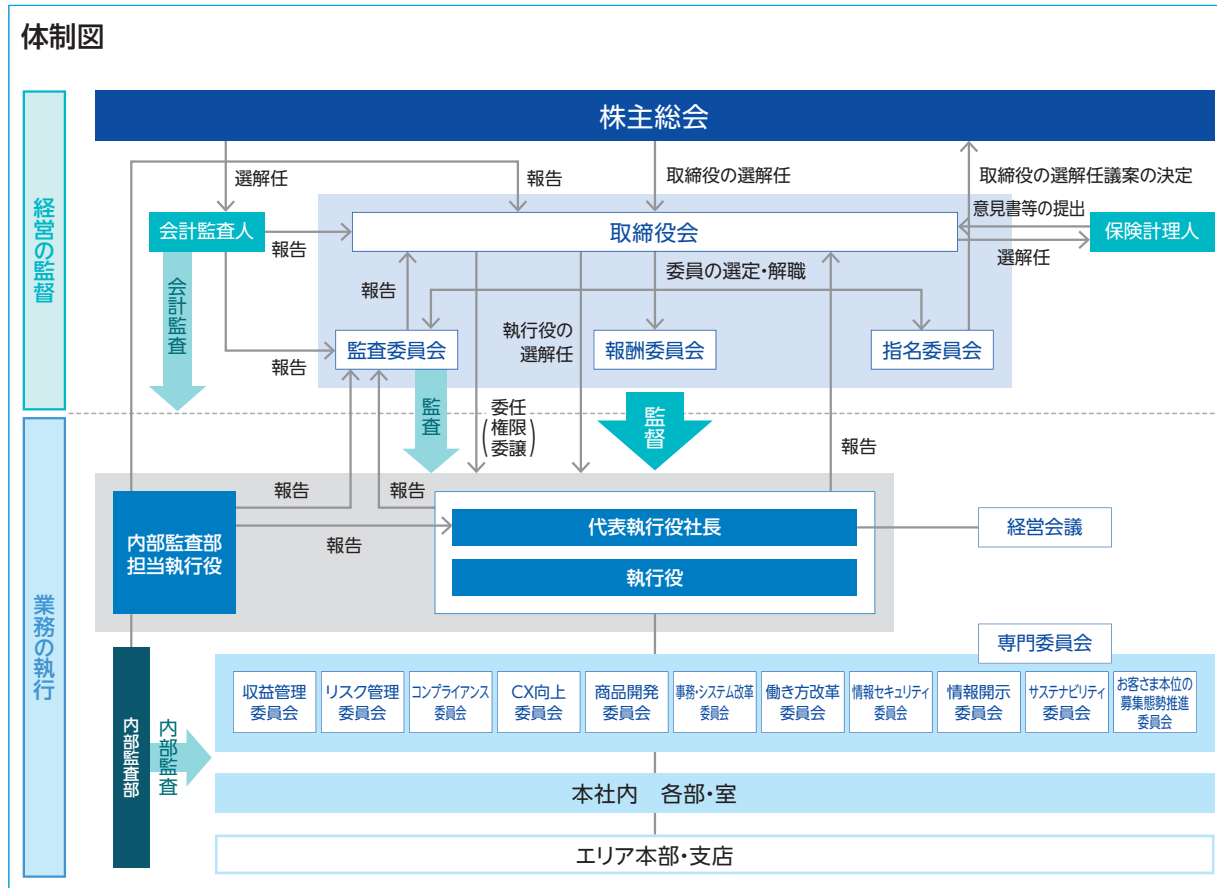 体制図
経営の監督
株主総会
選解任
報告
取締役の選解任
取締役の選解任議案の決定
会計監査人
報告
取締役会
意見書等の提出
選解任
保険計理人
会計監査
報告
委員の選定・解職
執行役の
選解任
報告
監査委員会
報酬委員会
指名委員会
監査
委任
(権限
委譲)
監督
報告
業務の執行
報告
報告
内部監査部
担当執行役
報告
代表執行役社長
執行役
経営会議
専門委員会
収益管理
委員会
リスク管理
委員会
コンプライアンス
委員会
CX向上
委員会
商品開発
委員会
事務・システム改革
委員会
働き方改革
委員会
情報セキュリティ
委員会
情報開示
委員会
サステナビリティ
委員会
お客さま本位の
募集態勢推進
委員会
内部監査部
内部監査
本社内　各部・室
エリア本部・支店